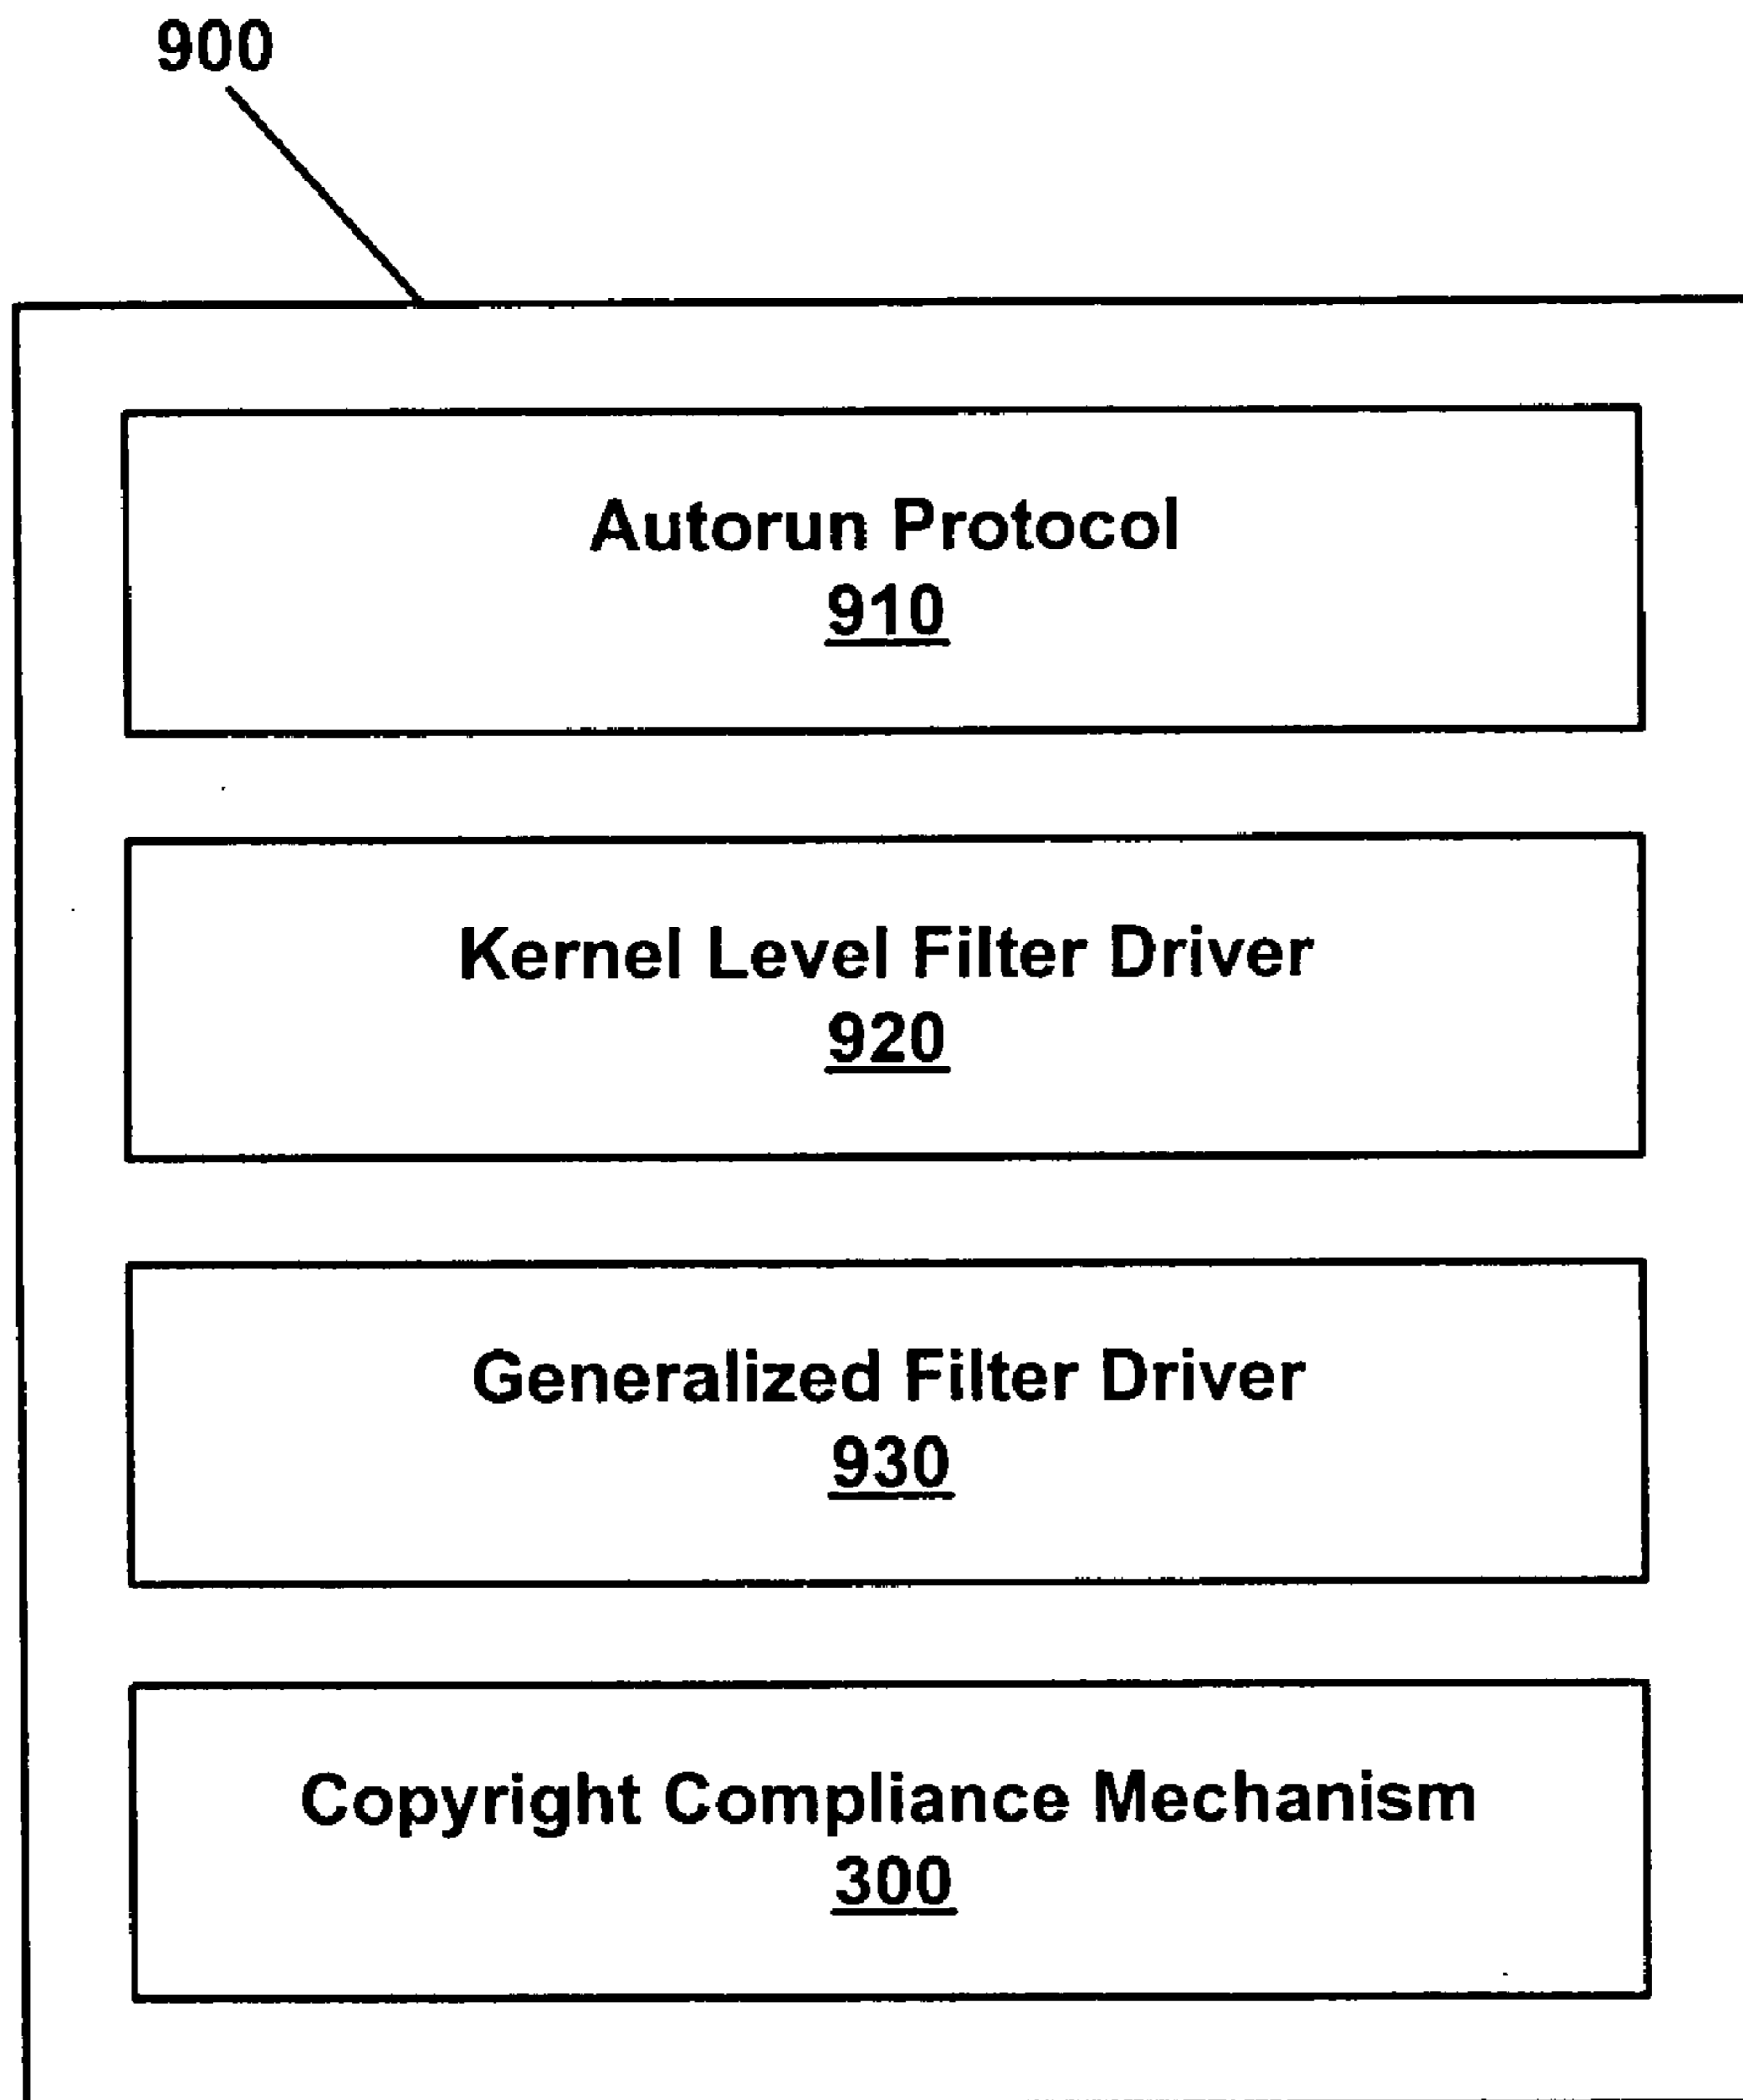 900
Autorun Protocol
910
Kernel Level Filter Driver
920
Generalized Filter Driver
930
Copyright Compliance Mechanism
300